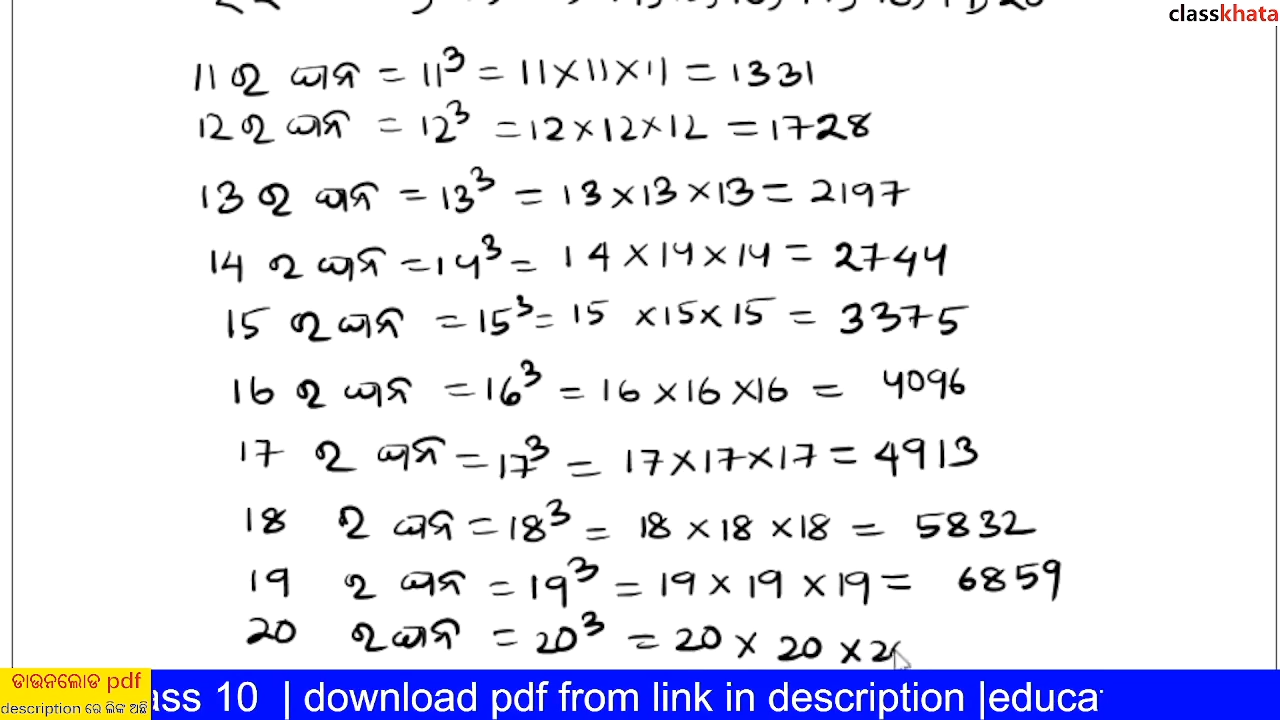 classkhata
11 ର ଘନ = 11³ = 11 × 11 × 11 = 1331
12 ର ଘନ = 12³ = 12 × 12 × 12 = 1728
13 ର ଘନ = 13³ = 13 × 13 × 13 = 2197
14 ର ଘନ = 14³ = 14 × 14 × 14 = 2744
15 ର ଘନ = 15³ = 15 × 15 × 15 = 3375
16 ର ଘନ = 16³ = 16 × 16 × 16 = 4096
17 ର ଘନ = 17³ = 17 × 17 × 17 = 4913
18 ର ଘନ = 18³ = 18 × 18 × 18 = 5832
19 ର ଘନ = 19³ = 19 × 19 × 19 = 6859
20 ର ଘନ = 20³ = 20 × 20 × 2
ଡାଉନଲୋଡ pdf
description ରେ ଲିଙ୍କ ଅଛି
ass 10 | download pdf from link in description |educa